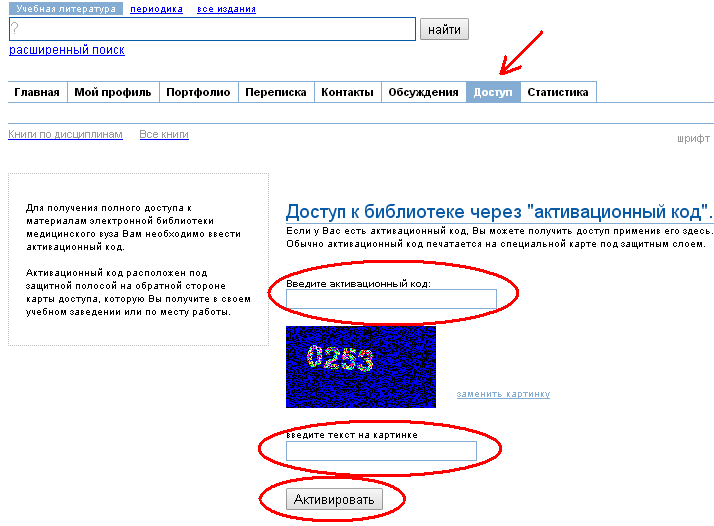 Учебная литература периодика все издания
? найти
расширенный поиск
Главная Мой профиль Портфолио Переписка Контакты Обсуждения Доступ Статистика
Книги по дисциплинам Все книги
шрифт
Для получения полного доступа к
материалам электронной библиотеки
медицинского вуза Вам необходимо ввести
активационный код.
Активационный код расположен под
защитной полосой на обратной стороне
карты доступа, которую Вы получите в своем
учебном заведении или по месту работы.
Доступ к библиотеке через "активационный код".
Если у Вас есть активационный код, Вы можете получить доступ применив его здесь.
Обычно активационный код печатается на специальной карте под защитным слоем.
Введите активационный код:
0253
заменить картинку
введите текст на картинке
Активировать